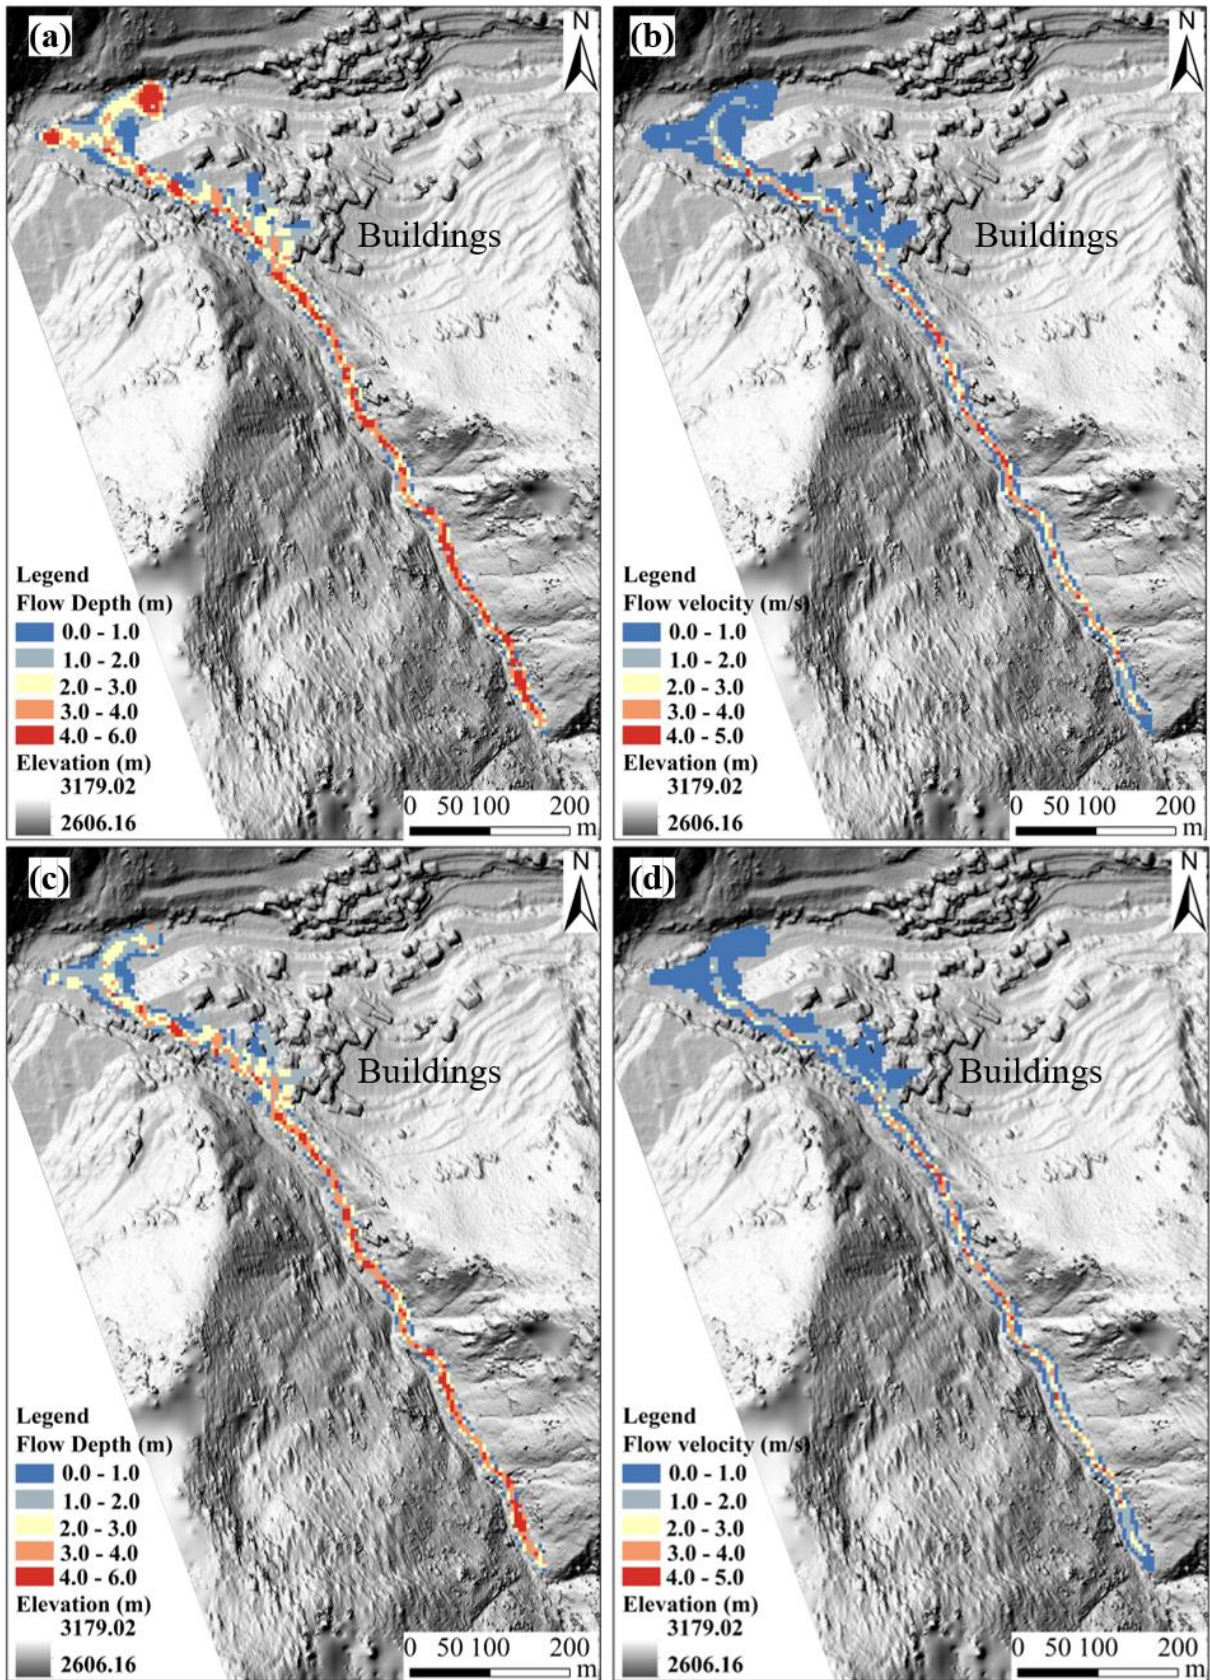 (a)
N
Buildings
Legend
Flow Depth (m)
0.0 - 1.0
1.0 - 2.0
2.0 - 3.0
3.0 - 4.0
4.0 - 6.0
Elevation (m)
3179.02
2606.16
0 50 100 200
m
(b)
N
Buildings
Legend
Flow velocity (m/s)
0.0 - 1.0
1.0 - 2.0
2.0 - 3.0
3.0 - 4.0
4.0 - 5.0
Elevation (m)
3179.02
2606.16
0 50 100 200
m
(c)
N
Buildings
Legend
Flow Depth (m)
0.0 - 1.0
1.0 - 2.0
2.0 - 3.0
3.0 - 4.0
4.0 - 6.0
Elevation (m)
3179.02
2606.16
0 50 100 200
m
(d)
N
Buildings
Legend
Flow velocity (m/s)
0.0 - 1.0
1.0 - 2.0
2.0 - 3.0
3.0 - 4.0
4.0 - 5.0
Elevation (m)
3179.02
2606.16
0 50 100 200
m